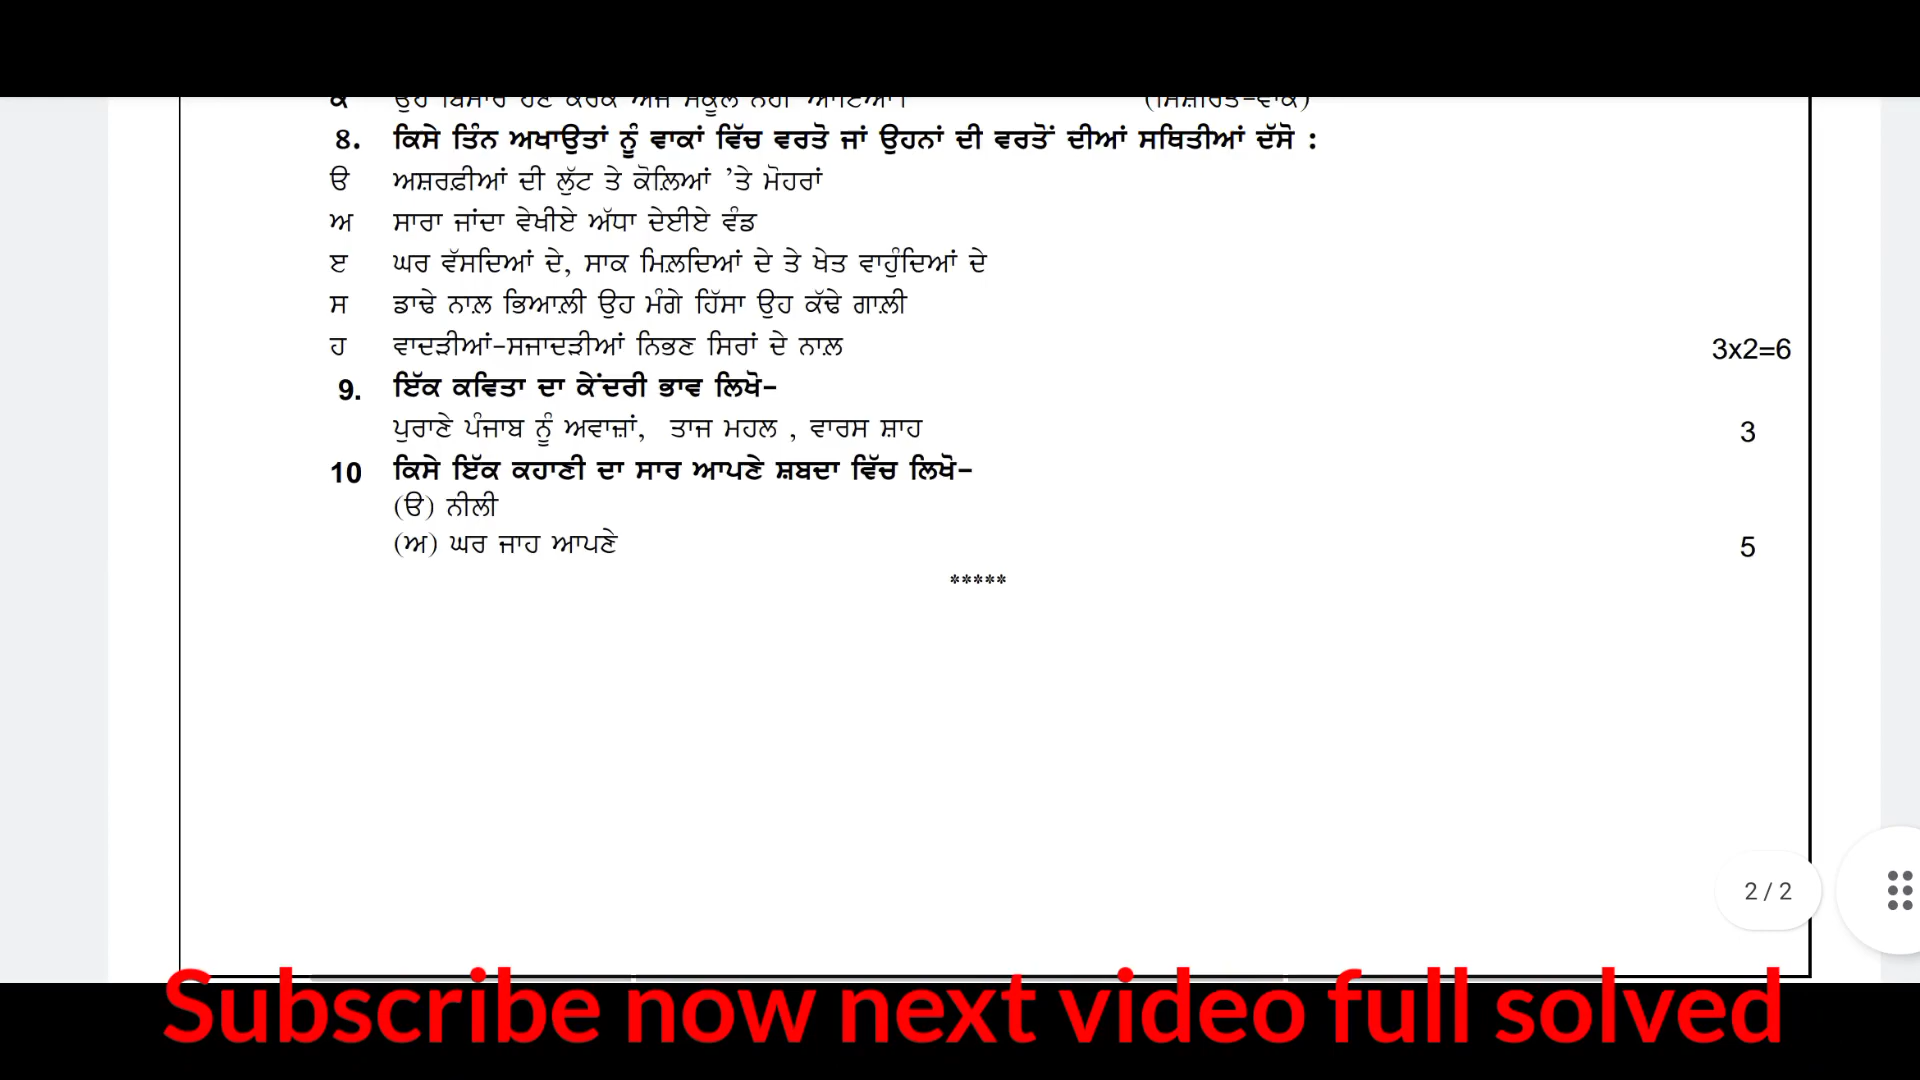 8. ਕਿਸੇ ਤਿੰਨ ਅਖਾਉਤਾਂ ਨੂੰ ਵਾਕਾਂ ਵਿੱਚ ਵਰਤੋ ਜਾਂ ਉਹਨਾਂ ਦੀ ਵਰਤੋਂ ਦੀਆਂ ਸਥਿਤੀਆਂ ਦੱਸੋ :
ੳ ਅਸ਼ਰਫ਼ੀਆਂ ਦੀ ਲੁੱਟ ਤੇ ਕੋਲਿਆਂ ’ਤੇ ਮੋਹਰਾਂ
ਅ ਸਾਰਾ ਜਾਂਦਾ ਵੇਖੀਏ ਅੱਧਾ ਦੇਈਏ ਵੰਡ
ੲ ਘਰ ਵੱਸਦਿਆਂ ਦੇ, ਸਾਕ ਮਿਲਦਿਆਂ ਦੇ ਤੇ ਖੇਤ ਵਾਹੁੰਦਿਆਂ ਦੇ
ਸ ਡਾਢੇ ਨਾਲ ਭਿਆਲੀ ਉਹ ਮੰਗੇ ਹਿੱਸਾ ਉਹ ਕੱਢੇ ਗਾਲੀ
ਹ ਵਾਦੜੀਆਂ-ਸਜਾਦੜੀਆਂ ਨਿਭਣ ਸਿਰਾਂ ਦੇ ਨਾਲ 3x2=6
9. ਇੱਕ ਕਵਿਤਾ ਦਾ ਕੇਂਦਰੀ ਭਾਵ ਲਿਖੋ-
ਪੁਰਾਣੇ ਪੰਜਾਬ ਨੂੰ ਅਵਾਜ਼ਾਂ, ਤਾਜ ਮਹਲ , ਵਾਰਸ ਸ਼ਾਹ 3
10 ਕਿਸੇ ਇੱਕ ਕਹਾਣੀ ਦਾ ਸਾਰ ਆਪਣੇ ਸ਼ਬਦਾ ਵਿੱਚ ਲਿਖੋ-
(ੳ) ਨੀਲੀ
(ਅ) ਘਰ ਜਾਹ ਆਪਣੇ 5
*****
2 / 2
Subscribe now next video full solved